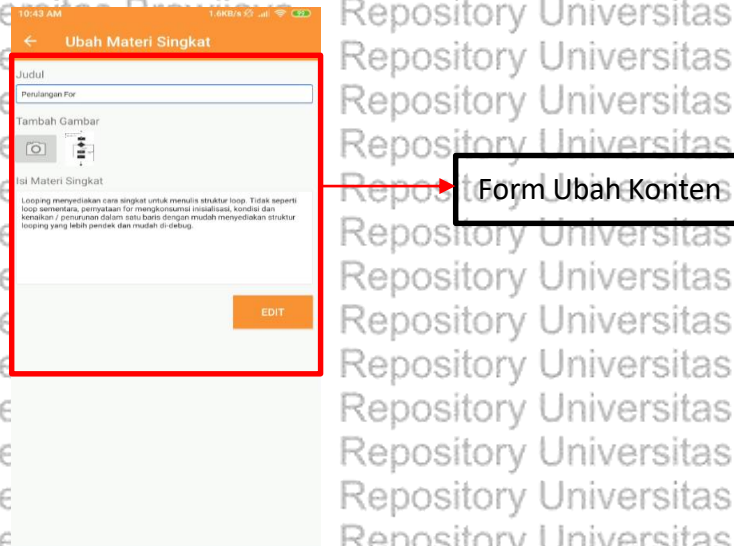 10:43 AM 1.6KB/s
Ubah Materi Singkat
Judul
Perulangan For
Tambah Gambar
Isi Materi Singkat
Looping menyediakan cara singkat untuk menulis struktur loop. Tidak seperti
loop sementara, pernyataan for mengkonsumsi inisialisasi, kondisi dan
kenaikan / penurunan dalam satu baris dengan mudah menyediakan struktur
looping yang lebih pendek dan mudah di-debug.
EDIT
Form Ubah Konten
Repository Universitas
Repository Universitas
Repository Universitas
Repository Universitas
Repository Universitas
Repository Universitas
Repository Universitas
Repository Universitas
Repository Universitas
Repository Universitas
Repository Universitas
Repository Universitas
Repository Universitas